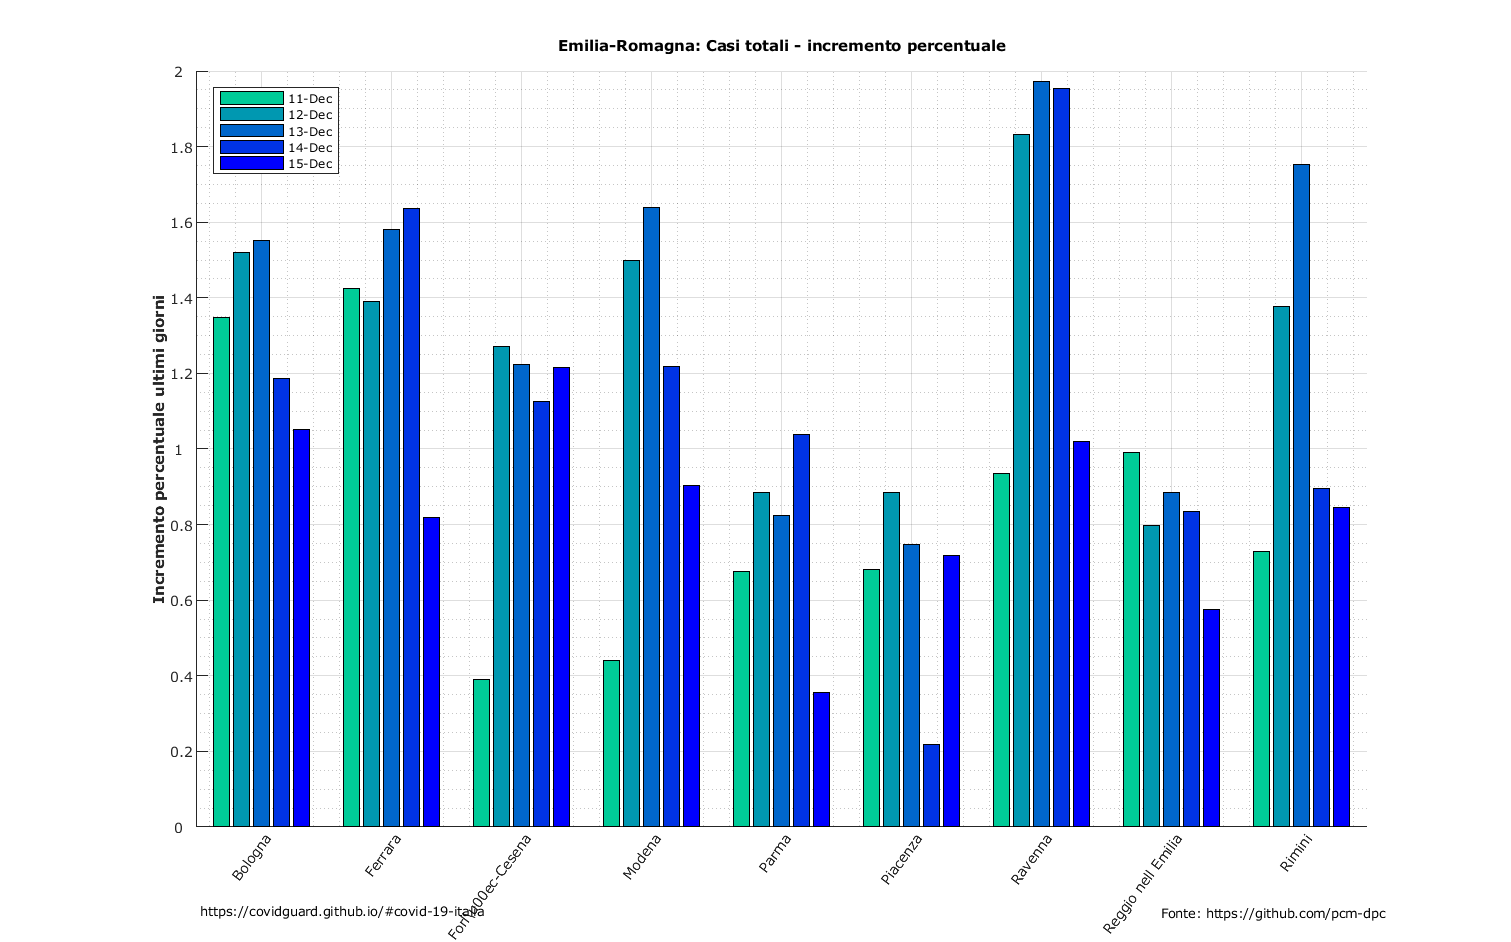 Emilia-Romagna: Casi totali - incremento percentuale
Incremento percentuale ultimi giorni
2
1.8
1.6
1.4
1.2
1
0.8
0.6
0.4
0.2
0
11-Dec
12-Dec
13-Dec
14-Dec
15-Dec
Bologna
Ferrara
Forl\u00ec-Cesena
Modena
Parma
Piacenza
Ravenna
Reggio nell Emilia
Rimini
https://covidguard.github.io/#covid-19-italia
Fonte: https://github.com/pcm-dpc